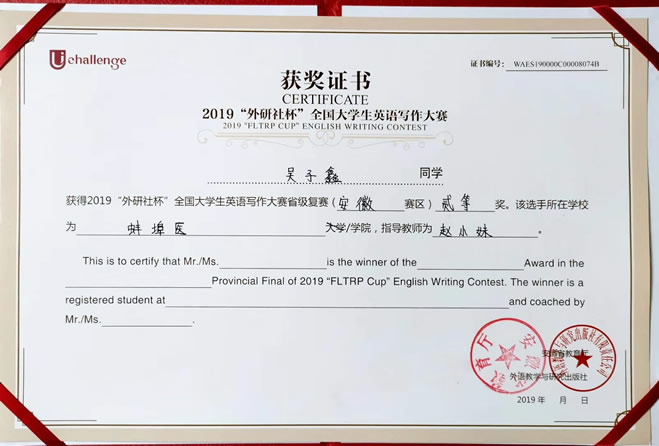 Uchallenge
证书编号: WAES190000C00008074B
获奖证书
CERTIFICATE
2019“外研社杯”全国大学生英语写作大赛
2019 "FLTRP CUP" ENGLISH WRITING CONTEST
吴子鑫 同学
获得2019“外研社杯”全国大学生英语写作大赛省级复赛(安徽赛区)贰等奖。该选手所在学校
为 蚌埠医 大学/学院,指导教师为 赵小妹。
This is to certify that Mr./Ms. is the winner of the Award in the
Provincial Final of 2019 "FLTRP Cup" English Writing Contest. The winner is a
registered student at and coached by
Mr./Ms. .
安徽省教育厅
外语教学与研究出版社
2019 年 月 日